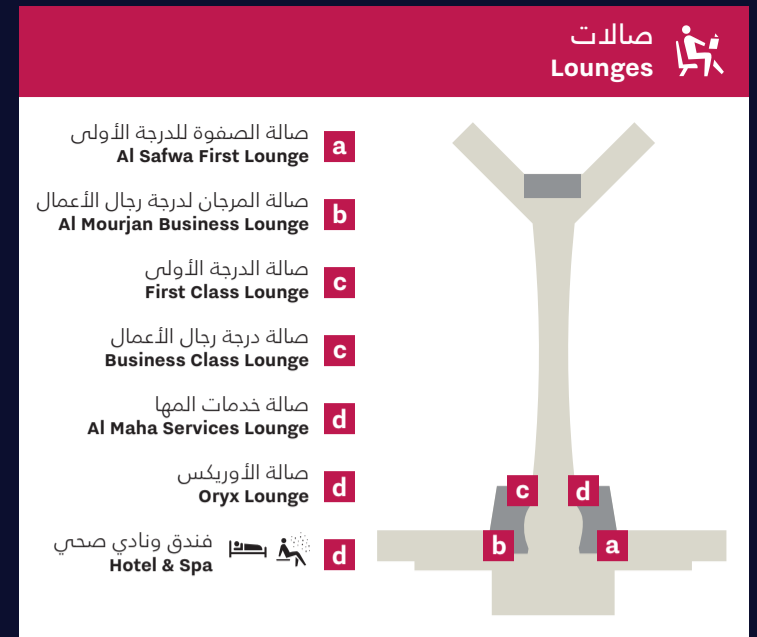 صالات
Lounges
صالة الصفوة للدرجة الأولى
Al Safwa First Lounge
a
صالة المرجان لدرجة رجال الأعمال
Al Mourjan Business Lounge
b
صالة الدرجة الأولى
First Class Lounge
c
صالة درجة رجال الأعمال
Business Class Lounge
c
صالة خدمات المها
Al Maha Services Lounge
d
صالة الأوريكس
Oryx Lounge
d
فندق ونادي صحي
Hotel & Spa
d
c
d
b
a